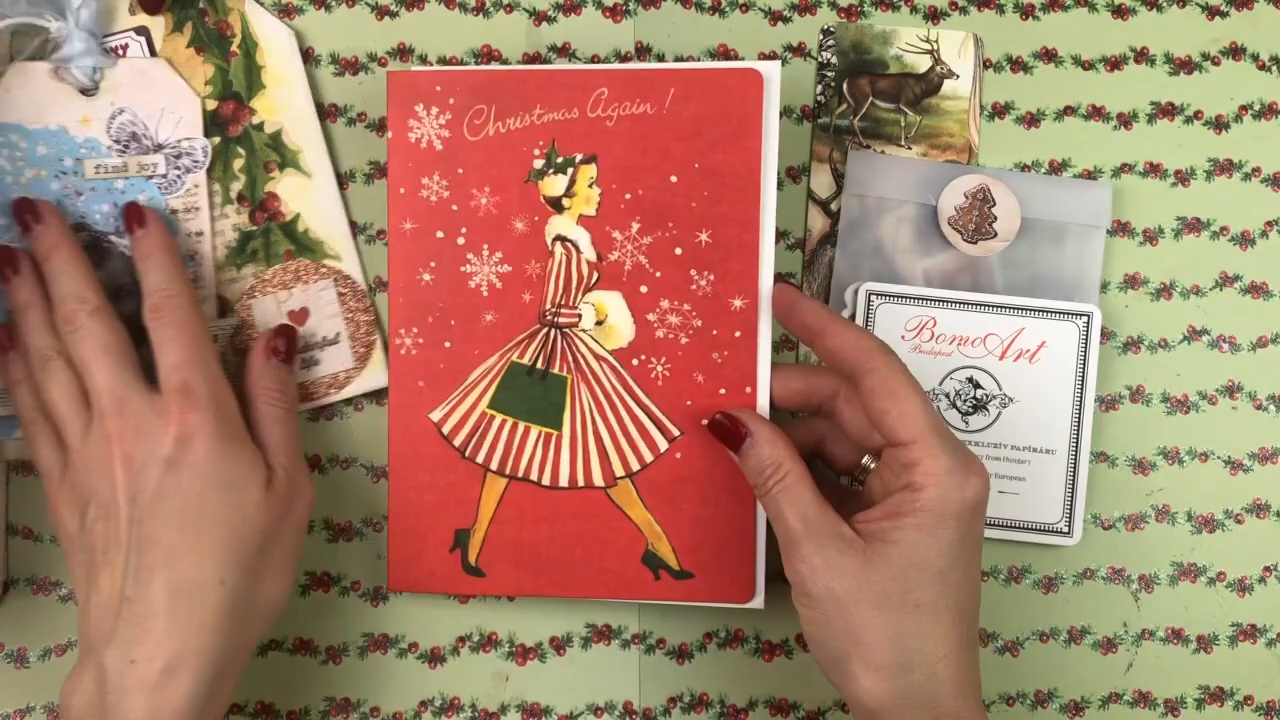 find joy
Christmas Again!
BomoArt
Budapest
EXKLUZÍV PAPÍRÁRU
from Hungary
European